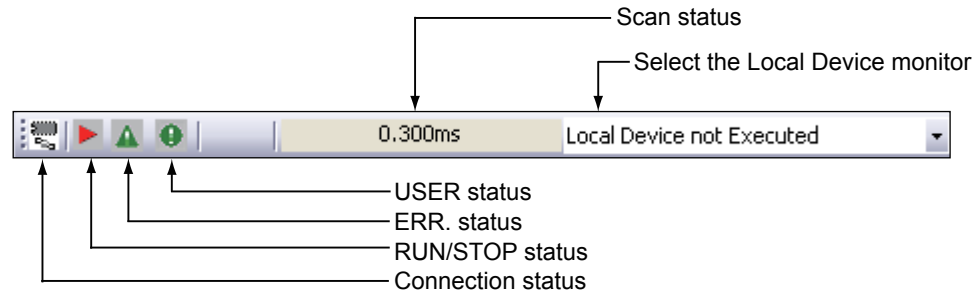 Scan status
Select the Local Device monitor
0.300ms
Local Device not Executed
USER status
ERR. status
RUN/STOP status
Connection status